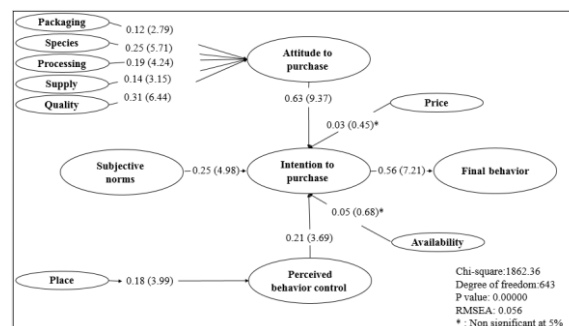 Packaging
0.12 (2.79)
Species
0.25 (5.71)
Processing
0.19 (4.24)
Supply
0.14 (3.15)
Quality
0.31 (6.44)
Attitude to
purchase
0.63 (9.37)
Price
0.03 (0.45)*
Subjective
norms
0.25 (4.98)
Intention to
purchase
0.56 (7.21)
Final behavior
0.05 (0.68)*
Availability
0.21 (3.69)
Place
0.18 (3.99)
Perceived
behavior control
Chi-square:1862.36
Degree of freedom:643
P value: 0.00000
RMSEA: 0.056
* : Non significant at 5%